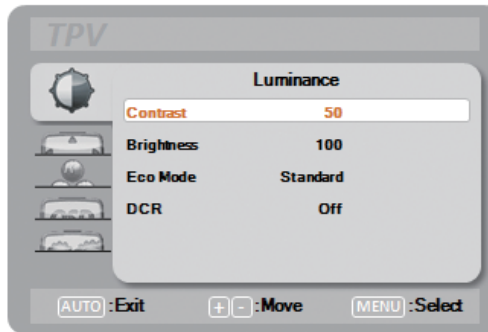 TPV
Luminance
Contrast 50
Brightness 100
Eco Mode Standard
DCR Off
AUTO :Exit + - :Move MENU :Select